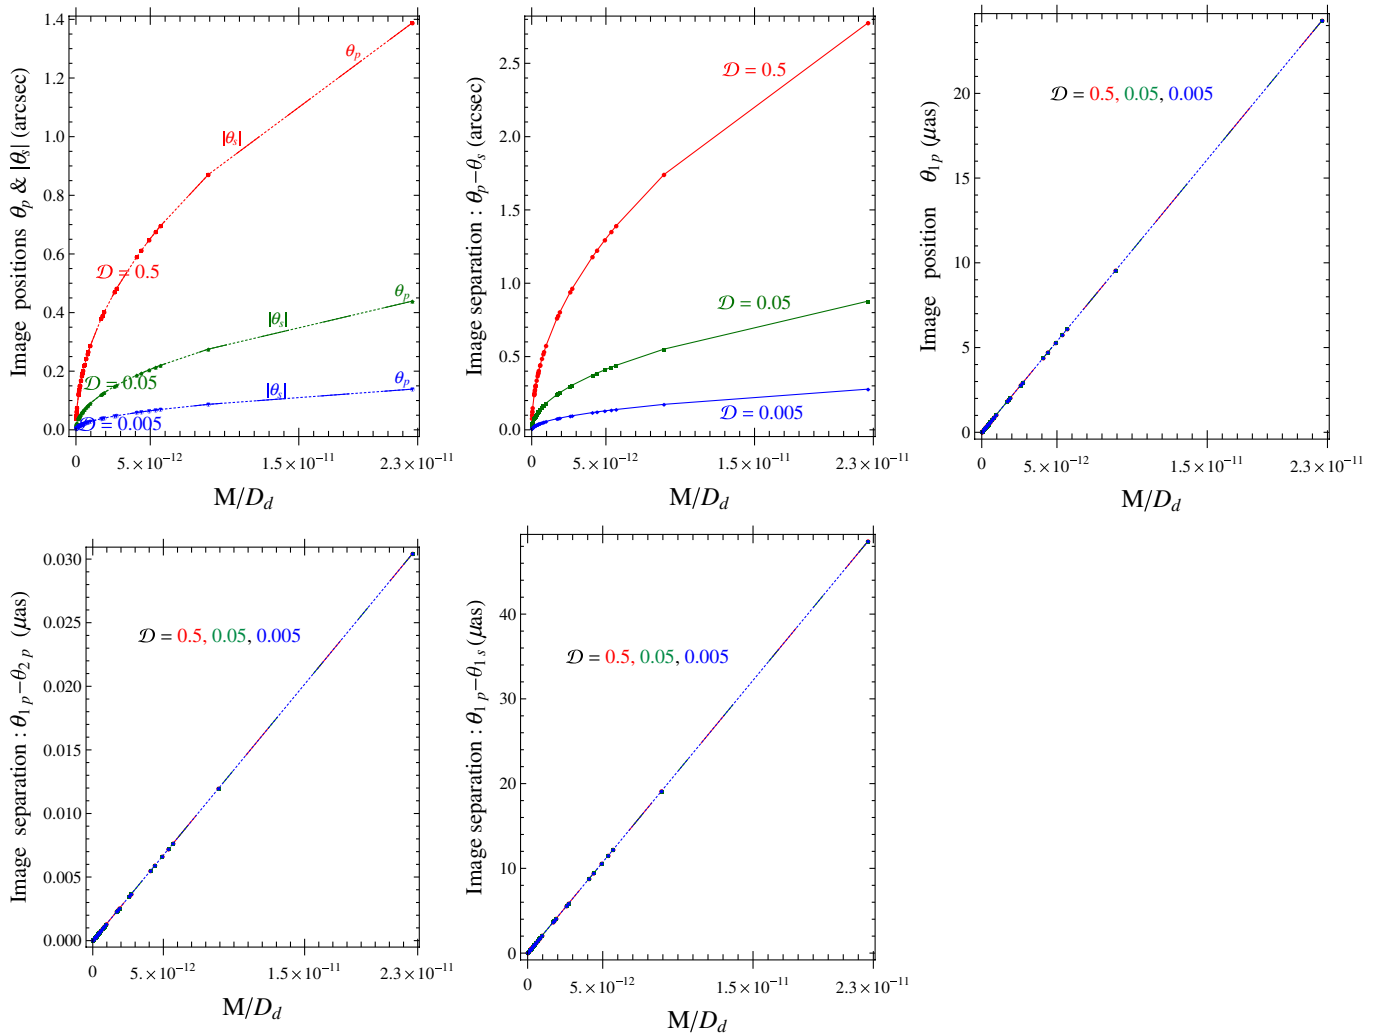 Image positions θp & |θs| (arcsec)
1.4
1.2
1.0
0.8
0.6
0.4
0.2
0.0
θp
|θs|
𝒟 = 0.5
θp
|θs|
𝒟 = 0.05
θp
|θs|
𝒟 = 0.005
0
5.×10−12
1.5×10−11
2.3×10−11
M/Dd
Image separation : θp−θs (arcsec)
2.5
2.0
1.5
1.0
0.5
0.0
𝒟 = 0.5
𝒟 = 0.05
𝒟 = 0.005
0
5.×10−12
1.5×10−11
2.3×10−11
M/Dd
Image position θ1p (μas)
20
15
10
5
0
𝒟 = 0.5, 0.05, 0.005
0
5.×10−12
1.5×10−11
2.3×10−11
M/Dd
Image separation : θ1p−θ2p (μas)
0.030
0.025
0.020
0.015
0.010
0.005
0.000
𝒟 = 0.5, 0.05, 0.005
0
5.×10−12
1.5×10−11
2.3×10−11
M/Dd
Image separation : θ1p−θ1s (μas)
40
30
20
10
0
𝒟 = 0.5, 0.05, 0.005
0
5.×10−12
1.5×10−11
2.3×10−11
M/Dd